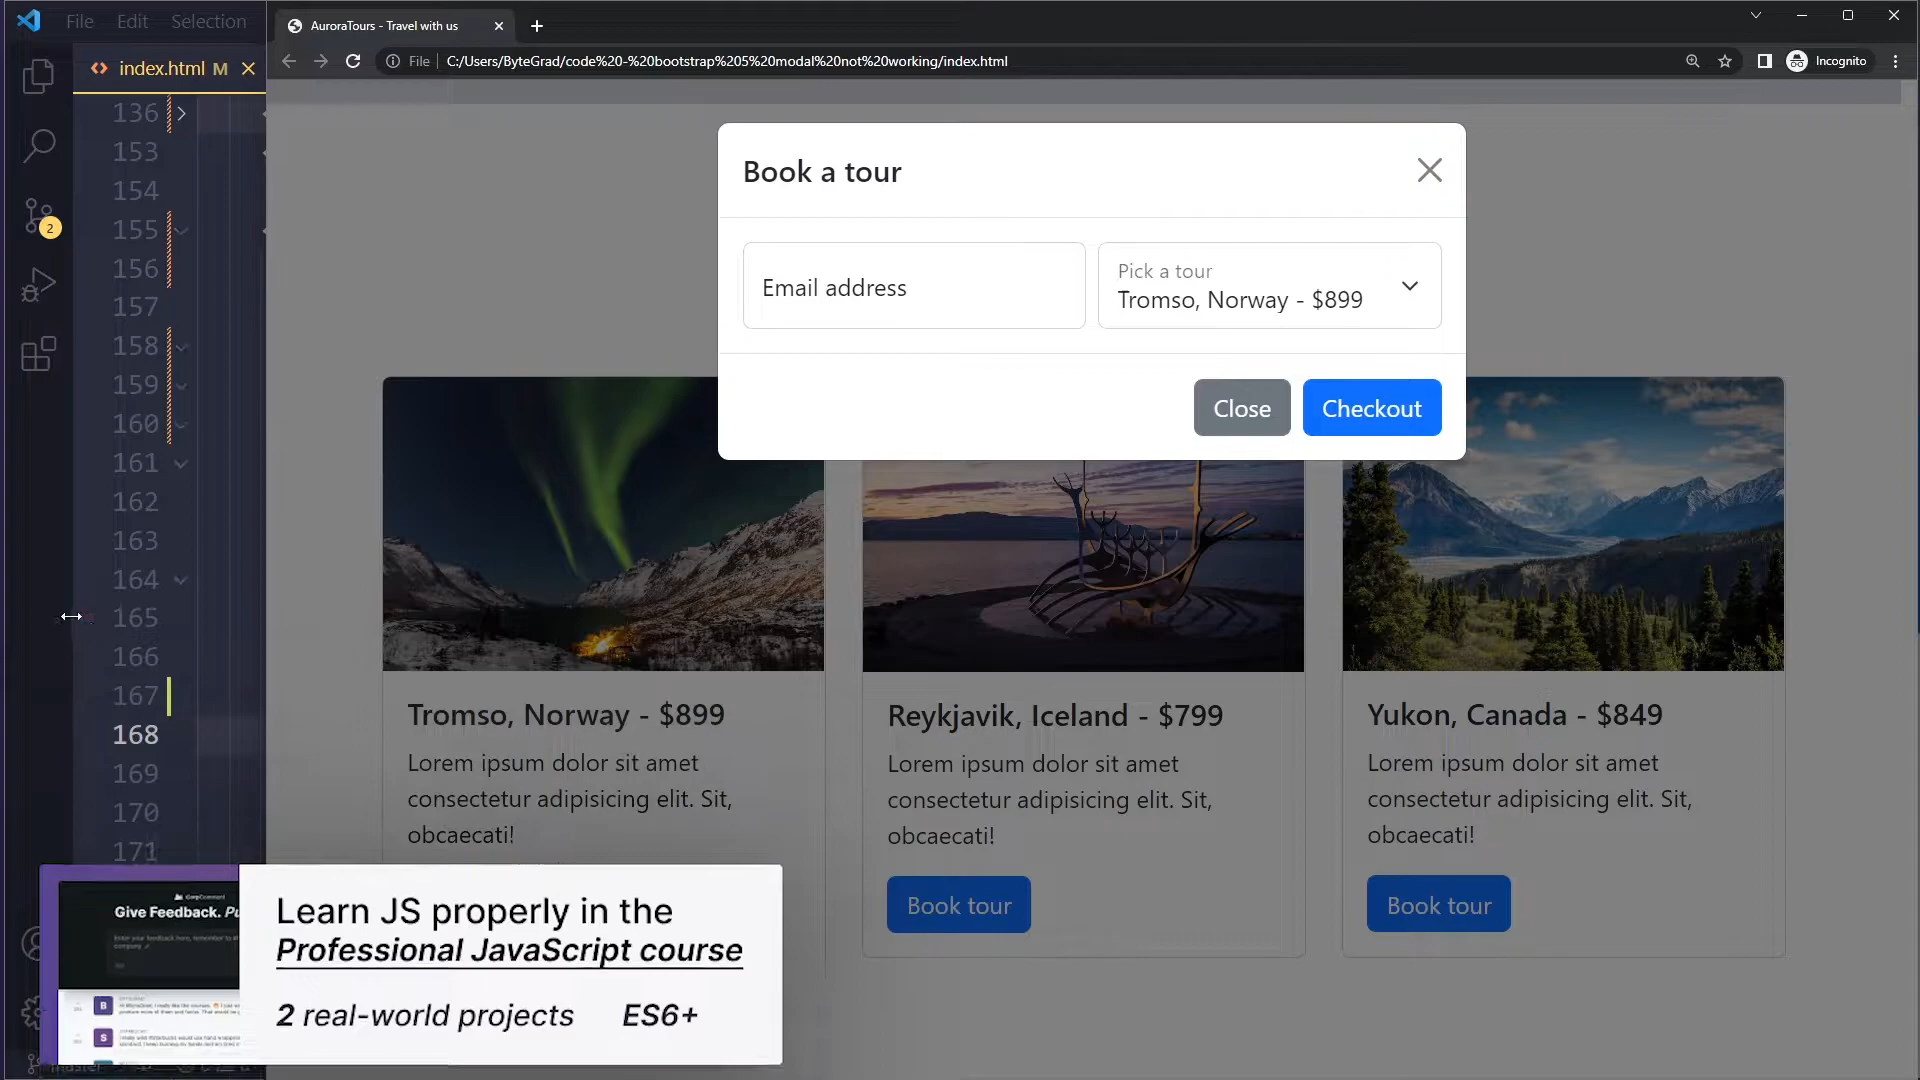 File Edit Selection
AuroraTours - Travel with us
index.html M
File C:/Users/ByteGrad/code%20-%20bootstrap%205%20modal%20not%20working/index.html
Incognito
136
153
154
155
156
157
158
159
160
161
162
163
164
165
166
167
168
169
170
171
2
Book a tour
Email address
Pick a tour
Tromso, Norway - $899
Close
Checkout
Tromso, Norway - $899
Lorem ipsum dolor sit amet
consectetur adipisicing elit. Sit,
obcaecati!
Reykjavik, Iceland - $799
Lorem ipsum dolor sit amet
consectetur adipisicing elit. Sit,
obcaecati!
Book tour
Yukon, Canada - $849
Lorem ipsum dolor sit amet
consectetur adipisicing elit. Sit,
obcaecati!
Book tour
CorpComment
Give Feedback.
B
S
Learn JS properly in the
Professional JavaScript course
2 real-world projects ES6+
master